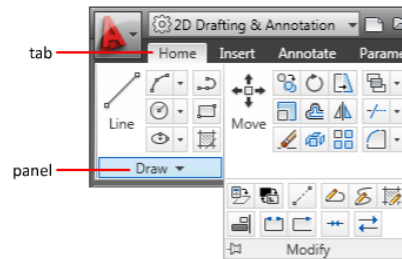 2D Drafting & Annotation
tab
Home Insert Annotate Parame
Line
Move
panel
Draw
Modify